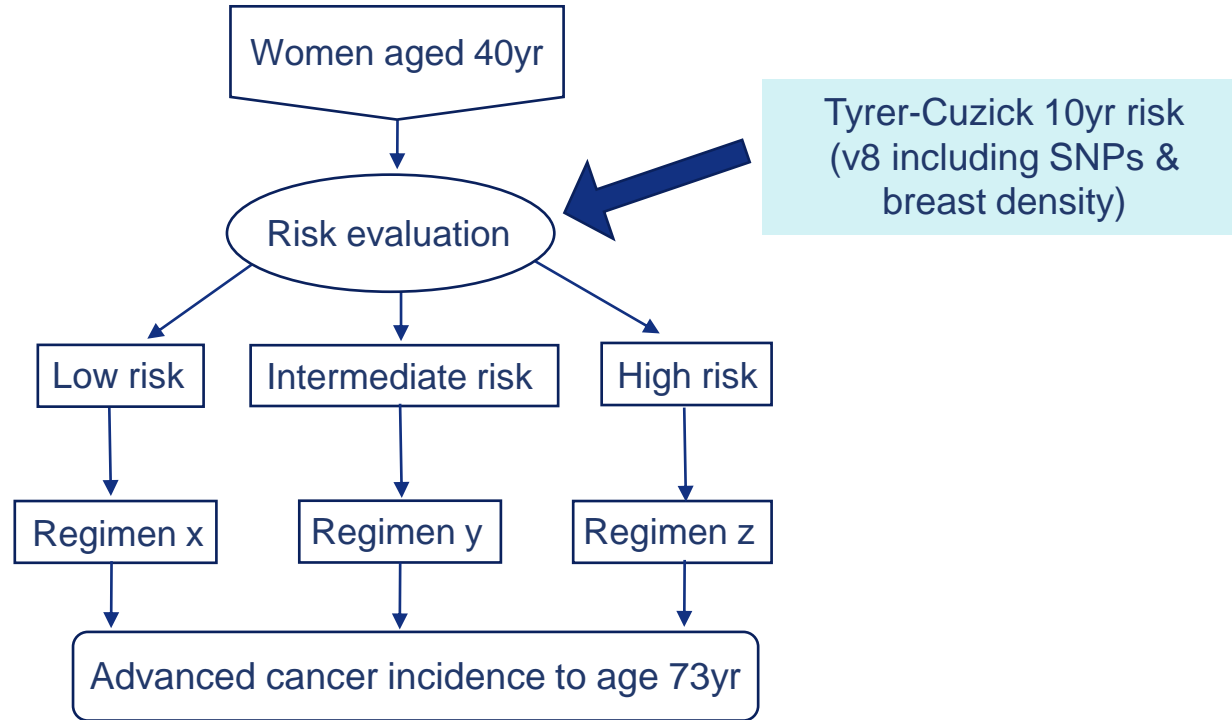 Women aged 40yr
Tyrer-Cuzick 10yr risk
(v8 including SNPs &
breast density)
Risk evaluation
Low risk
Intermediate risk
High risk
Regimen x
Regimen y
Regimen z
Advanced cancer incidence to age 73yr